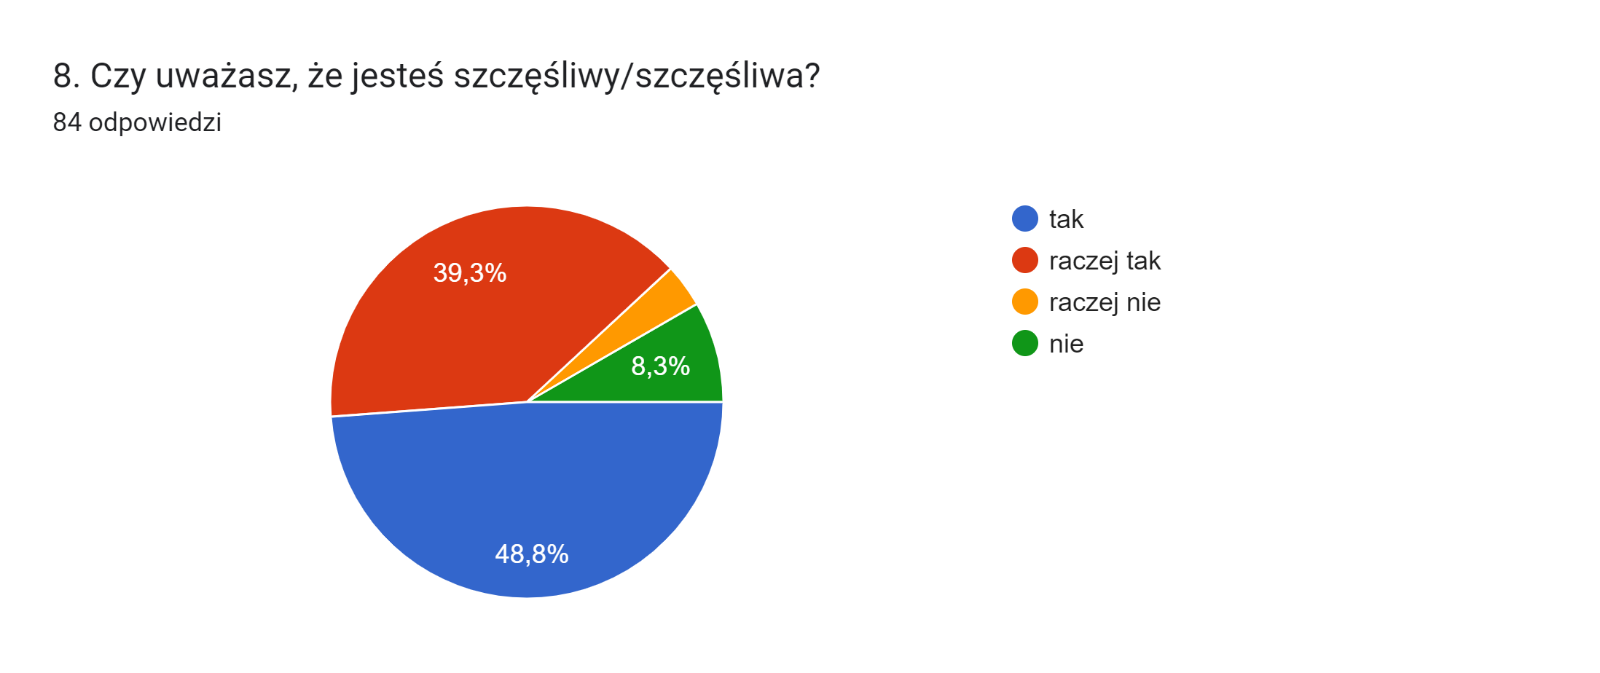 8. Czy uważasz, że jesteś szczęśliwy/szczęśliwa?
84 odpowiedzi
39,3%
8,3%
48,8%
tak
raczej tak
raczej nie
nie